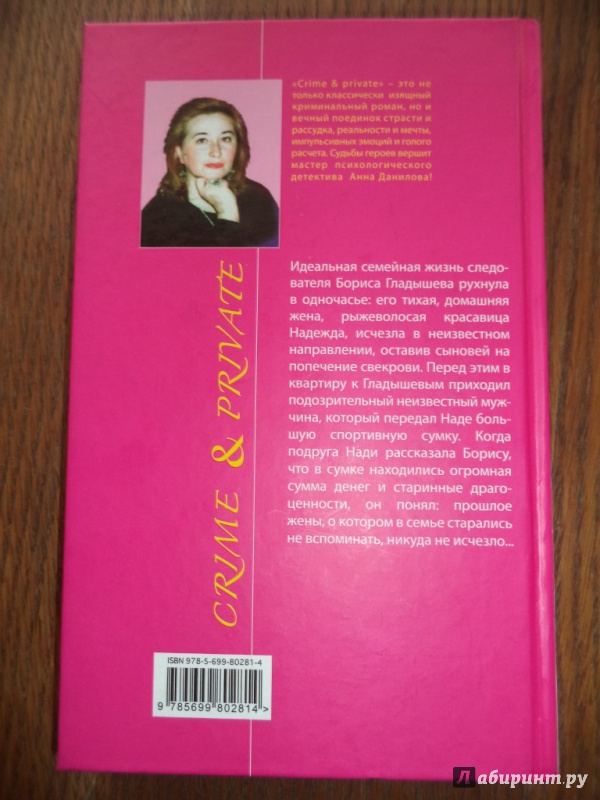 «Crime & private» – это не
только классически изящный
криминальный роман, но и
вечный поединок страсти и
рассудка, реальности и мечты,
импульсивных эмоций и голого
расчета. Судьбы героев вершит
мастер психологического
детектива Анна Данилова!
CRIME & PRIVATE
Идеальная семейная жизнь следо-
вателя Бориса Гладышева рухнула
в одночасье: его тихая, домашняя
жена, рыжеволосая красавица
Надежда, исчезла в неизвестном
направлении, оставив сыновей на
попечение свекрови. Перед этим в
квартиру к Гладышевым приходил
подозрительный неизвестный муж-
чина, который передал Наде боль-
шую спортивную сумку. Когда
подруга Нади рассказала Борису,
что в сумке находились огромная
сумма денег и старинные драго-
ценности, он понял: прошлое
жены, о котором в семье старались
не вспоминать, никуда не исчезло...
ISBN 978-5-699-80281-4
9 785699 802814 >
Лабиринт.ру